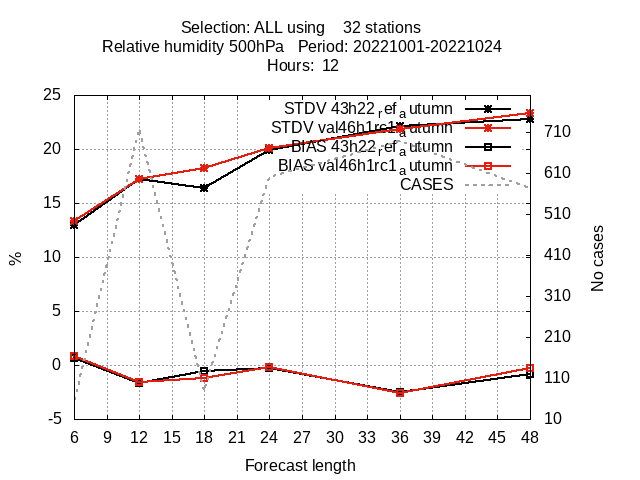 Selection: ALL using    32 stations
Relative humidity 500hPa   Period: 20221001-20221024
Hours:  12
STDV 43h22_ref_autumn
STDV val46h1rc1_autumn
BIAS 43h22_ref_autumn
BIAS val46h1rc1_autumn
CASES
25
20
15
10
5
0
-5
%
710
610
510
410
310
210
110
10
No cases
6 9 12 15 18 21 24 27 30 33 36 39 42 45 48
Forecast length